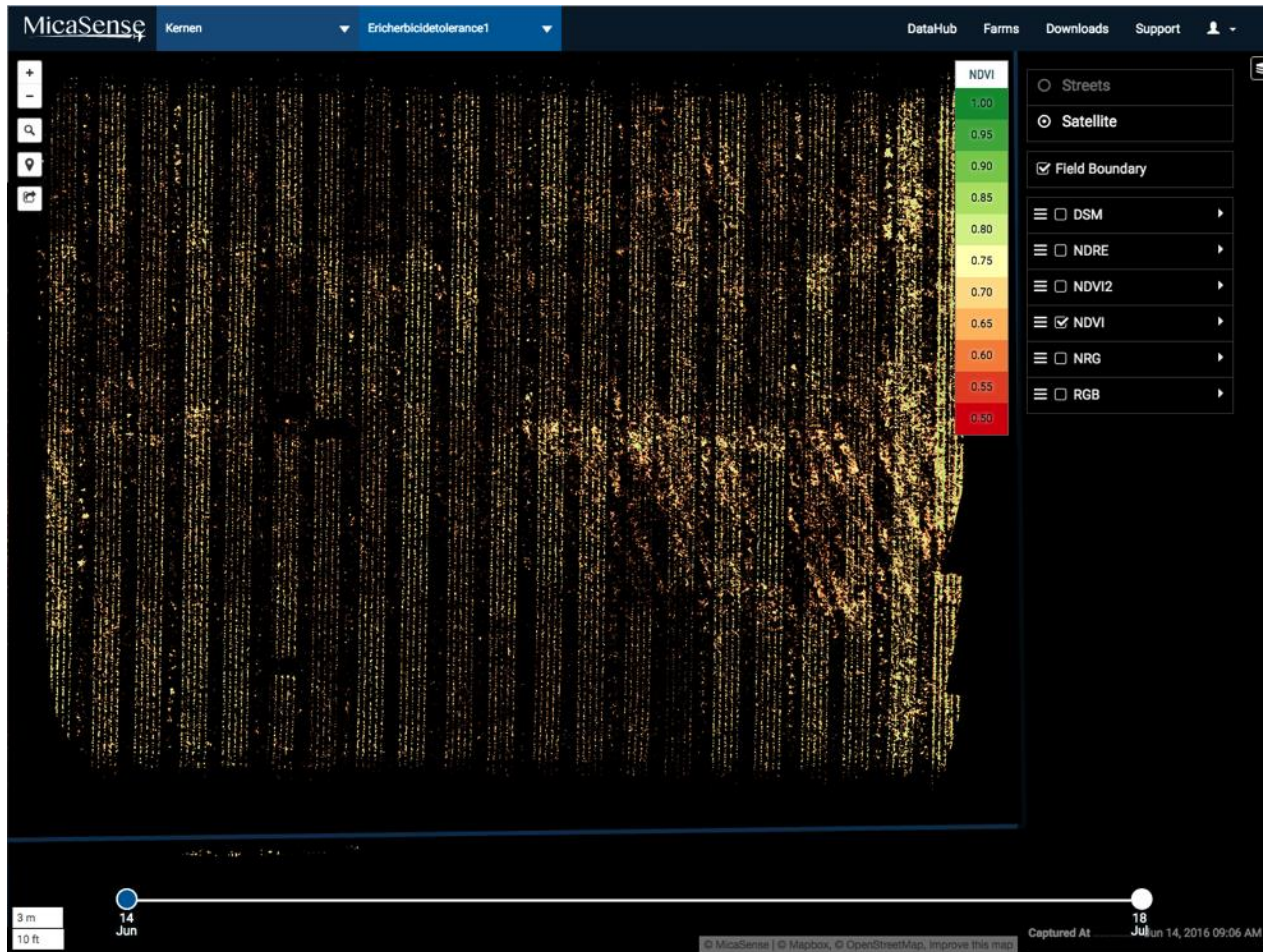 MicaSense
Kernen
Ericherbicidetolerance1
DataHub Farms Downloads Support
+
−
NDVI
1.00
0.95
0.90
0.85
0.80
0.75
0.70
0.65
0.60
0.55
0.50
Streets
Satellite
Field Boundary
DSM
NDRE
NDVI2
NDVI
NRG
RGB
3 m
10 ft
14
Jun
18
Jul
Captured At Jun 14, 2016 09:06 AM
© MicaSense | © Mapbox, © OpenStreetMap, Improve this map